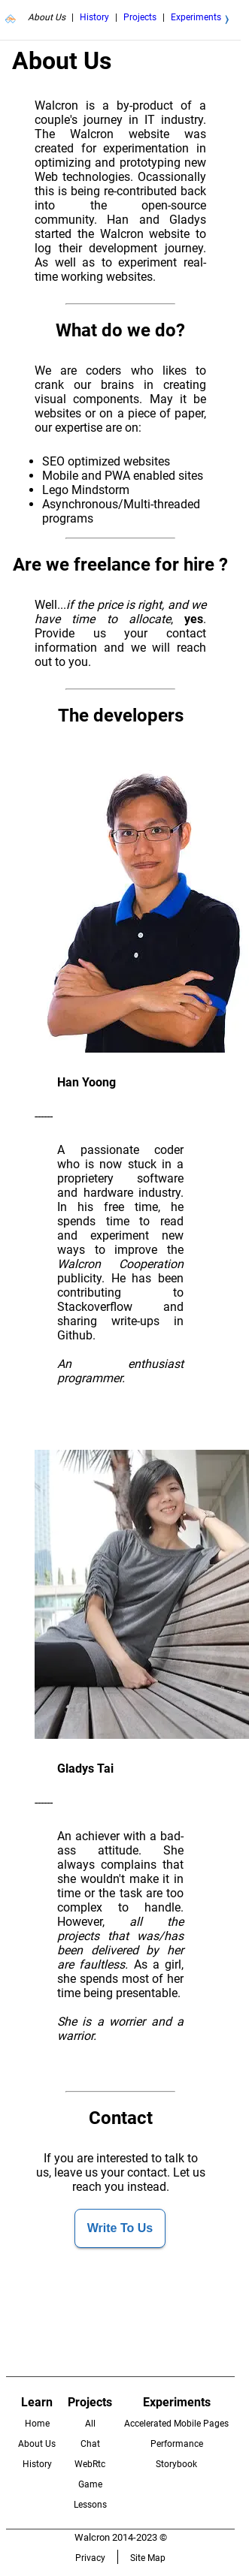 About Us | History | Projects | Experiments ❭
About Us
Walcron is a by-product of a
couple's journey in IT industry.
The Walcron website was
created for experimentation in
optimizing and prototyping new
Web technologies. Ocassionally
this is being re-contributed back
into the open-source
community. Han and Gladys
started the Walcron website to
log their development journey.
As well as to experiment real-
time working websites.
What do we do?
We are coders who likes to
crank our brains in creating
visual components. May it be
websites or on a piece of paper,
our expertise are on:
• SEO optimized websites
• Mobile and PWA enabled sites
• Lego Mindstorm
• Asynchronous/Multi-threaded
programs
Are we freelance for hire ?
Well...if the price is right, and we
have time to allocate, yes.
Provide us your contact
information and we will reach
out to you.
The developers
Han Yoong
A passionate coder
who is now stuck in a
proprietery software
and hardware industry.
In his free time, he
spends time to read
and experiment new
ways to improve the
Walcron Cooperation
publicity. He has been
contributing to
Stackoverflow and
sharing write-ups in
Github.
An enthusiast
programmer.
Gladys Tai
An achiever with a bad-
ass attitude. She
always complains that
she wouldn't make it in
time or the task are too
complex to handle.
However, all the
projects that was/has
been delivered by her
are faultless. As a girl,
she spends most of her
time being presentable.
She is a worrier and a
warrior.
Contact
If you are interested to talk to
us, leave us your contact. Let us
reach you instead.
Write To Us
Learn Projects Experiments
Home All Accelerated Mobile Pages
About Us Chat Performance
History WebRtc Storybook
Game
Lessons
Walcron 2014-2023 ©
Privacy | Site Map